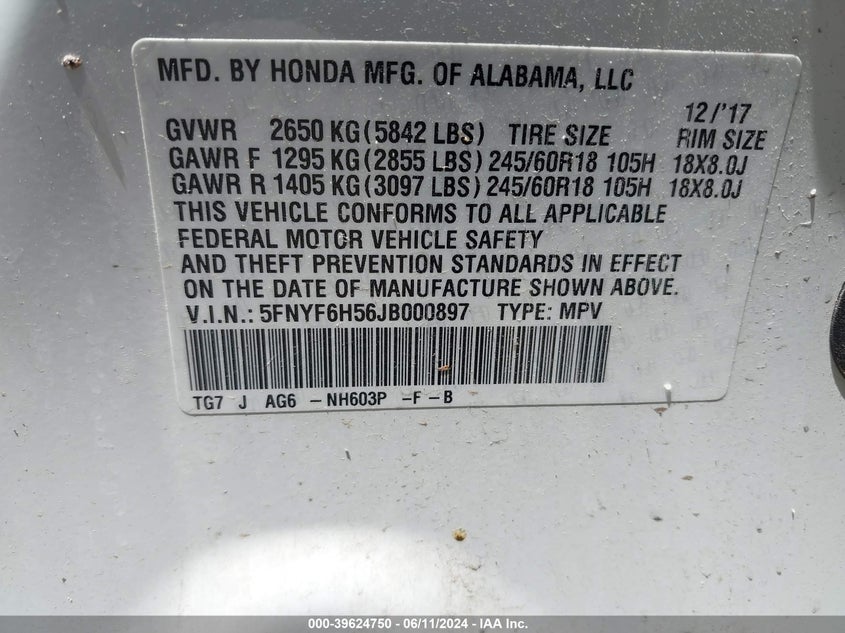 MFD. BY HONDA MFG. OF ALABAMA, LLC
12/'17
GVWR 2650 KG(5842 LBS) TIRE SIZE RIM SIZE
GAWR F 1295 KG(2855 LBS) 245/60R18 105H 18X8.0J
GAWR R 1405 KG(3097 LBS) 245/60R18 105H 18X8.0J
THIS VEHICLE CONFORMS TO ALL APPLICABLE
FEDERAL MOTOR VEHICLE SAFETY
AND THEFT PREVENTION STANDARDS IN EFFECT
ON THE DATE OF MANUFACTURE SHOWN ABOVE.
V.I.N.: 5FNYF6H56JB000897 TYPE: MPV
TG7 J AG6 -NH603P -F-B
000-39624750 - 06/11/2024 - IAA Inc.